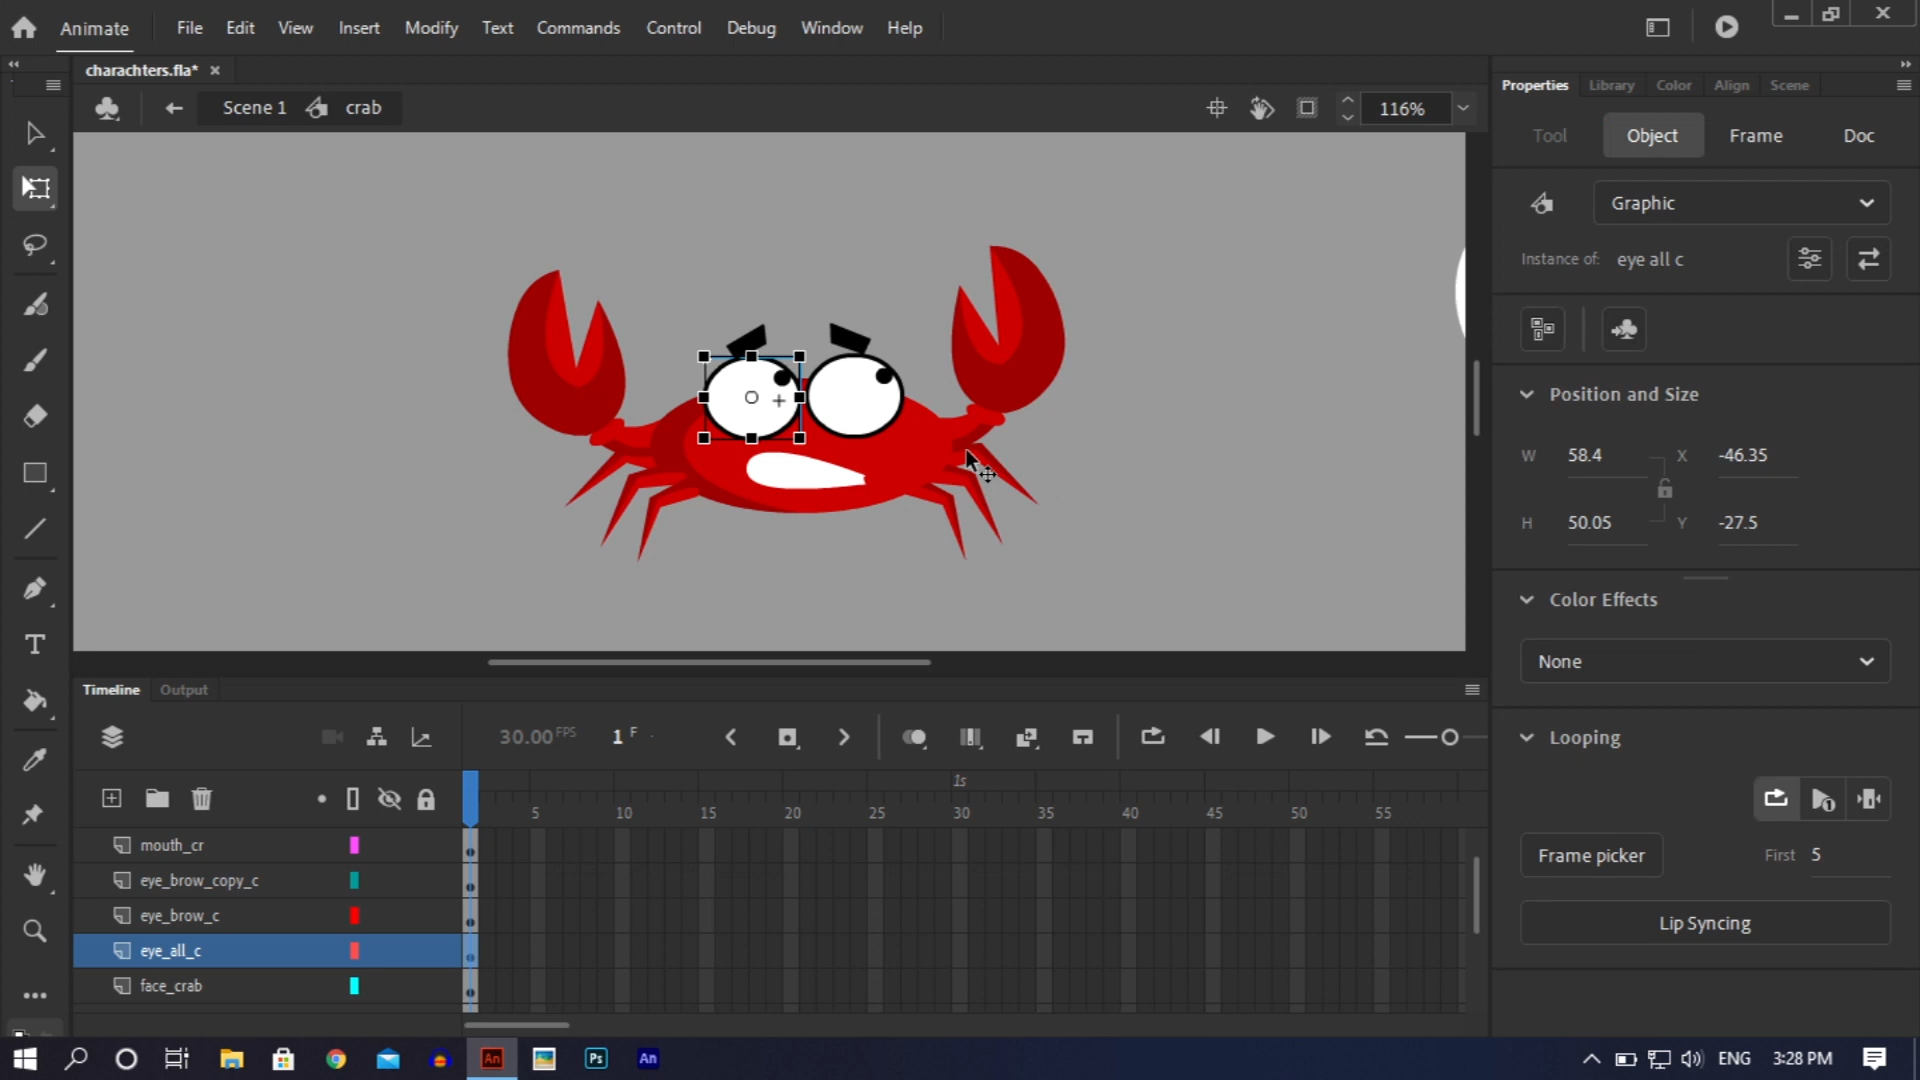 Animate File Edit View Insert Modify Text Commands Control Debug Window Help
charachters.fla*
Scene 1 crab 116%
Properties Library Color Align Scene
Tool Object Frame Doc
Graphic
Instance of: eye all c
Position and Size
W 58.4 X -46.35
H 50.05 Y -27.5
Color Effects
None
Looping
Frame picker First 5
Lip Syncing
Timeline Output
30.00 FPS 1 F
1s
5 10 15 20 25 30 35 40 45 50 55
mouth_cr
eye_brow_copy_c
eye_brow_c
eye_all_c
face_crab
An Ps An ENG 3:28 PM